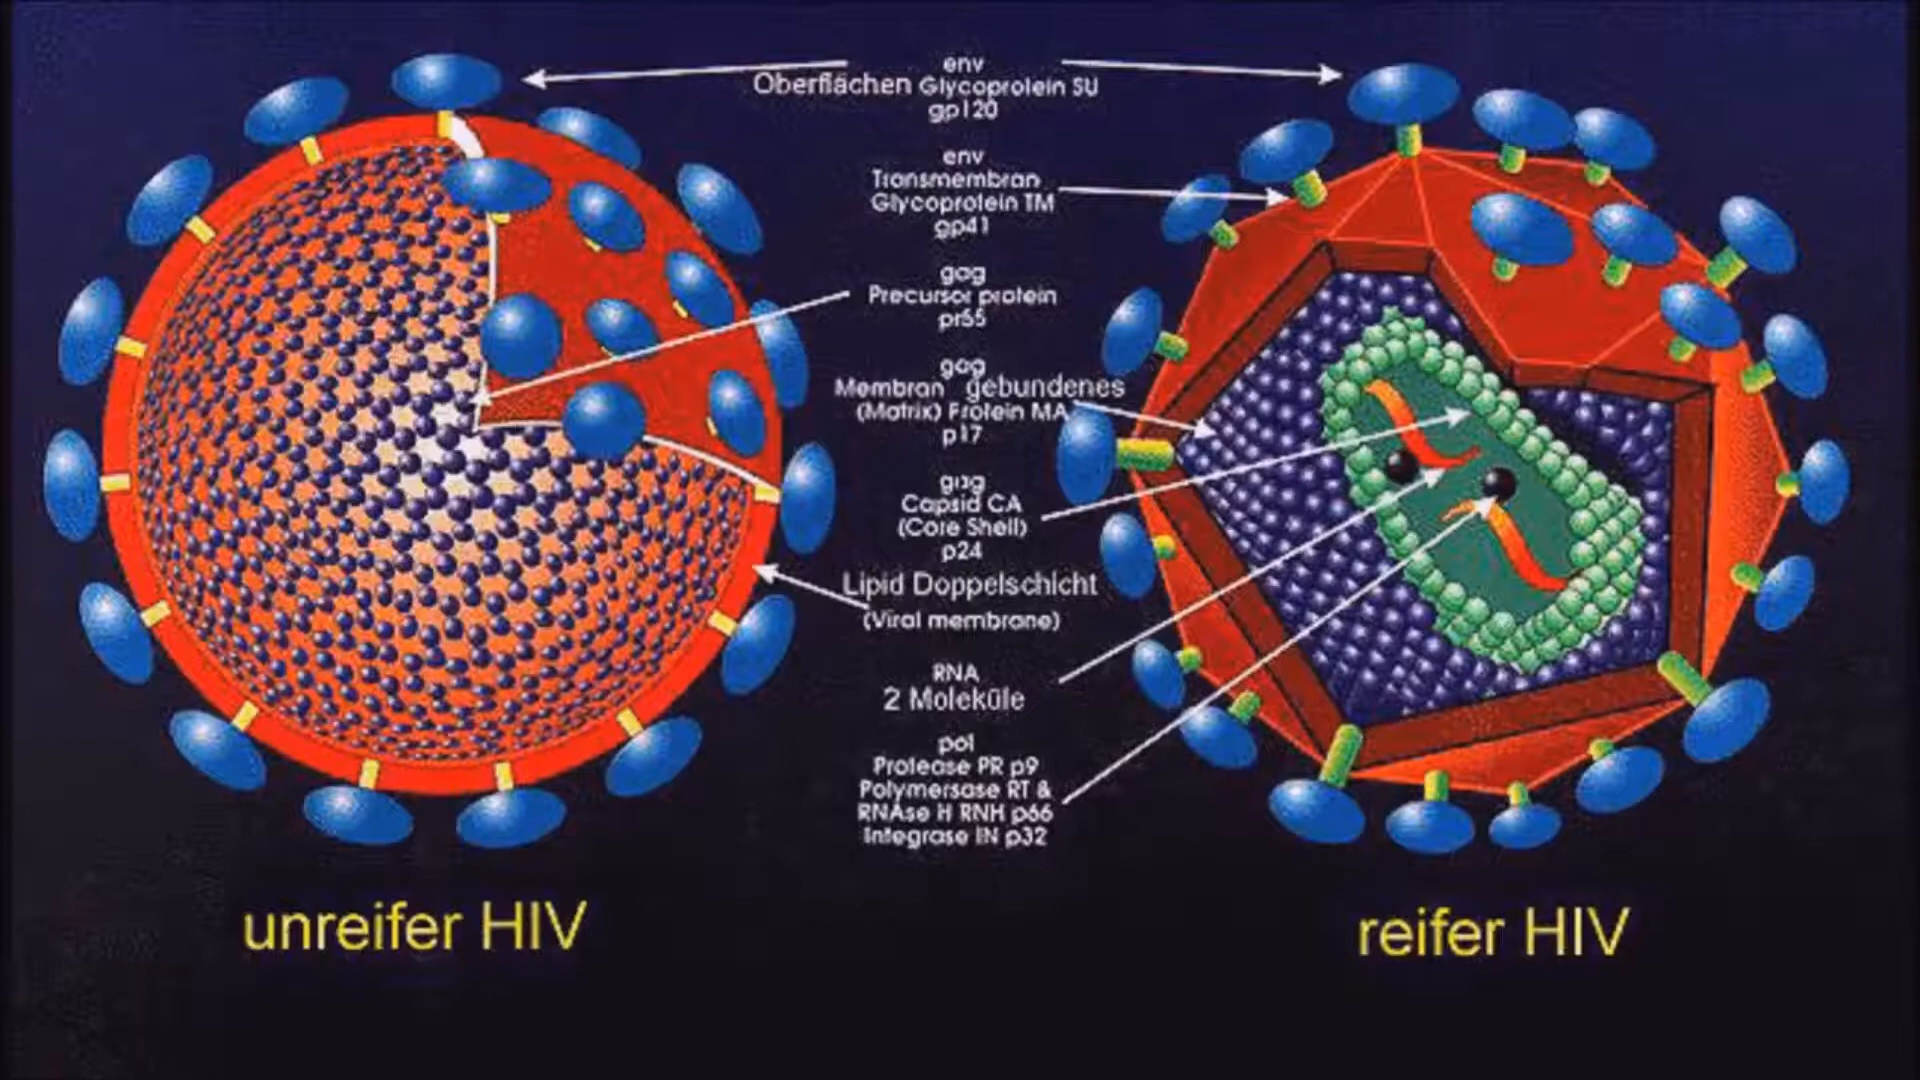 env
Oberflächen Glycoprotein SU
gp120
env
Transmembran
Glycoprotein TM
gp41
gag
Precursor protein
pr55
gag
Membran gebundenes
(Matrix) Protein MA
p17
gag
Capsid CA
(Core Shell)
p24
Lipid Doppelschicht
(Viral membrane)
RNA
2 Moleküle
pol
Protease PR p9
Polymersase RT &
RNAse H RNH p66
Integrase IN p32
unreifer HIV
reifer HIV